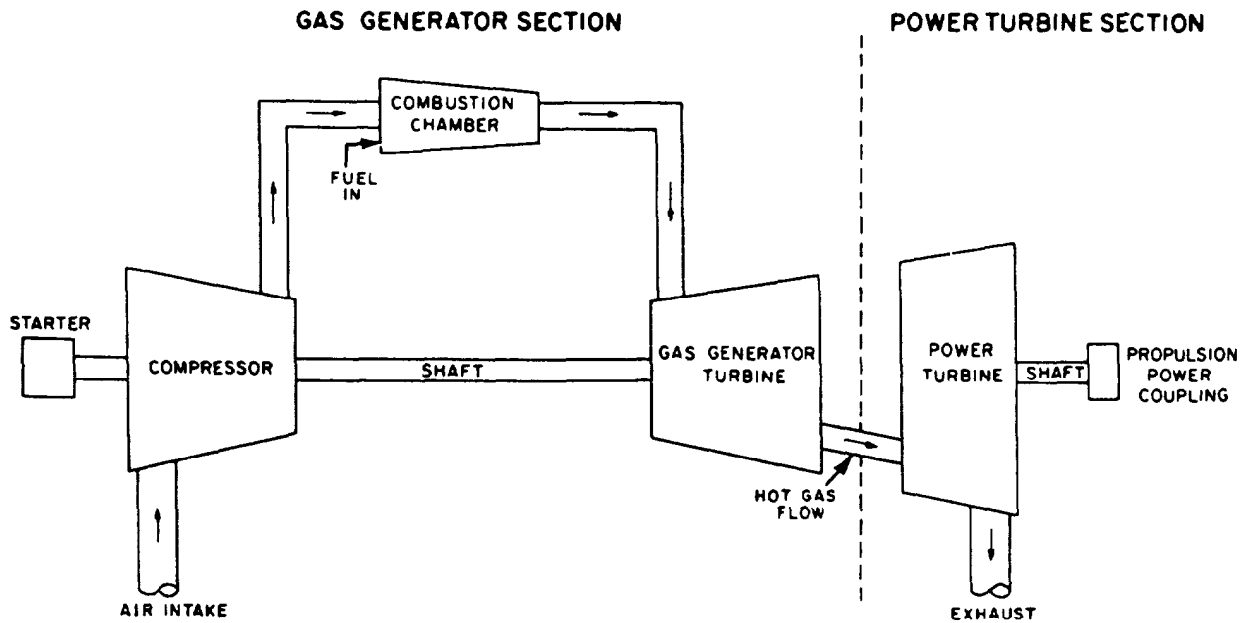 GAS GENERATOR SECTION
POWER TURBINE SECTION
COMBUSTION
CHAMBER
FUEL
IN
STARTER
COMPRESSOR
SHAFT
GAS GENERATOR
TURBINE
POWER
TURBINE
SHAFT
PROPULSION
POWER
COUPLING
HOT GAS
FLOW
AIR INTAKE
EXHAUST